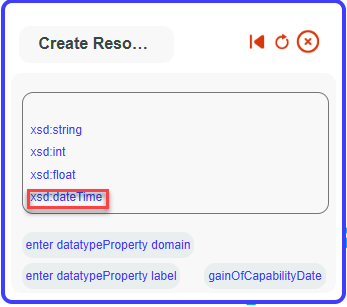 Create Reso...
xsd:string
xsd:int
xsd:float
xsd:dateTime
enter datatypeProperty domain
enter datatypeProperty label gainOfCapabilityDate